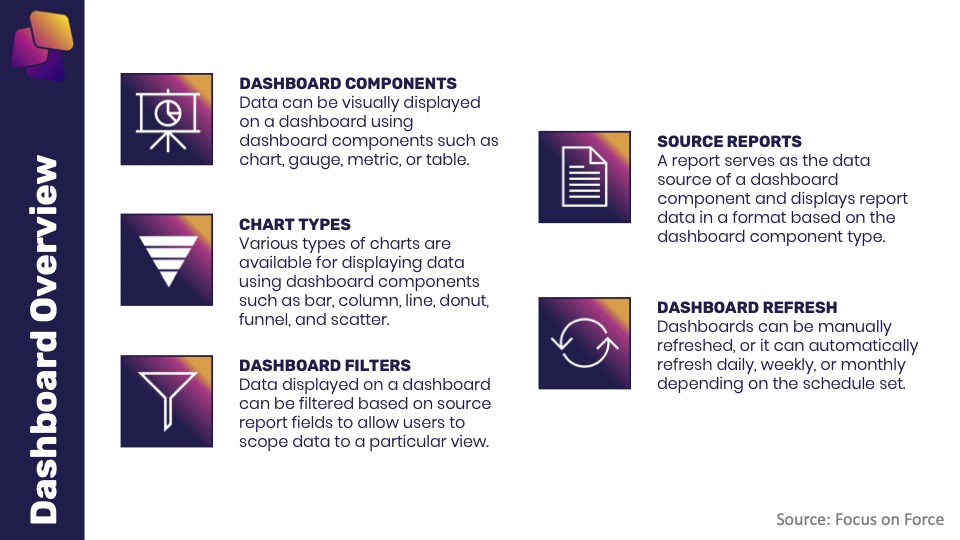 Dashboard Overview
DASHBOARD COMPONENTS
Data can be visually displayed
on a dashboard using
dashboard components such as
chart, gauge, metric, or table.
CHART TYPES
Various types of charts are
available for displaying data
using dashboard components
such as bar, column, line, donut,
funnel, and scatter.
DASHBOARD FILTERS
Data displayed on a dashboard
can be filtered based on source
report fields to allow users to
scope data to a particular view.
SOURCE REPORTS
A report serves as the data
source of a dashboard
component and displays report
data in a format based on the
dashboard component type.
DASHBOARD REFRESH
Dashboards can be manually
refreshed, or it can automatically
refresh daily, weekly, or monthly
depending on the schedule set.
Source: Focus on Force